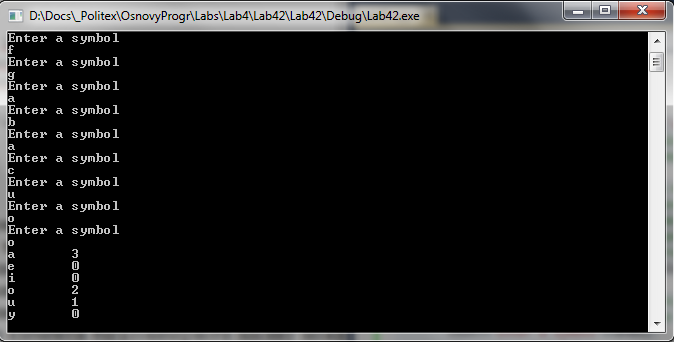 D:\Docs\_Politex\OsnovyProgr\Labs\Lab4\Lab42\Lab42\Debug\Lab42.exe
Enter a symbol
f
Enter a symbol
g
Enter a symbol
a
Enter a symbol
b
Enter a symbol
a
Enter a symbol
c
Enter a symbol
u
Enter a symbol
o
Enter a symbol
o
a 3
e 0
i 0
o 2
u 1
y 0